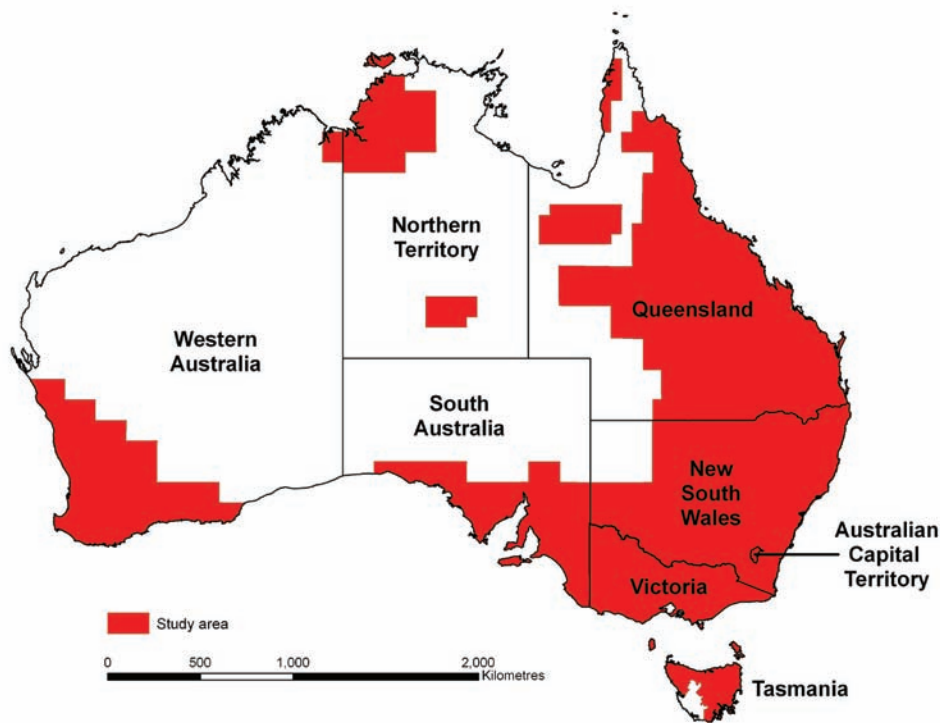 Northern
Territory
Queensland
Western
Australia
South
Australia
New
South
Wales
Australian
Capital
Territory
Victoria
Study area
0 500 1,000 2,000
Kilometres
Tasmania